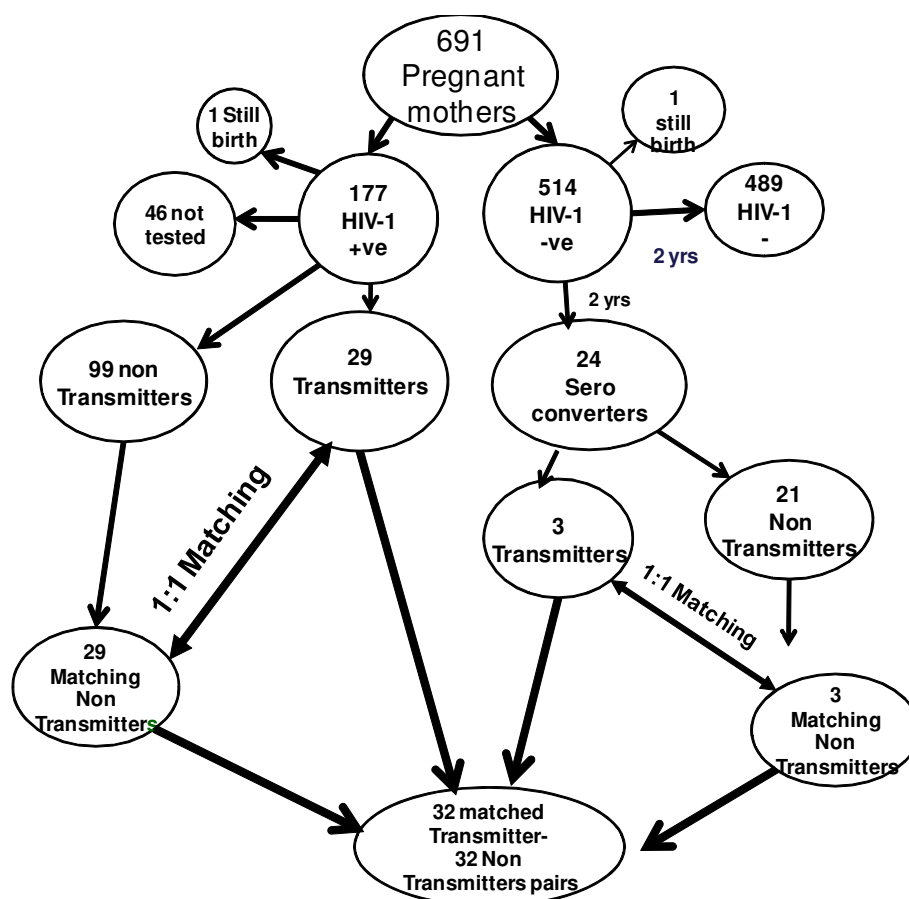 691
Pregnant
mothers
1 Still
birth
1
still
birth
177
HIV-1
+ve
514
HIV-1
-ve
489
HIV-1
-
46 not
tested
2 yrs
2 yrs
99 non
Transmitters
29
Transmitters
24
Sero
converters
1:1 Matching
3
Transmitters
21
Non
Transmitters
1:1 Matching
29
Matching
Non
Transmitters
3
Matching
Non
Transmitters
32 matched
Transmitter-
32 Non
Transmitters pairs